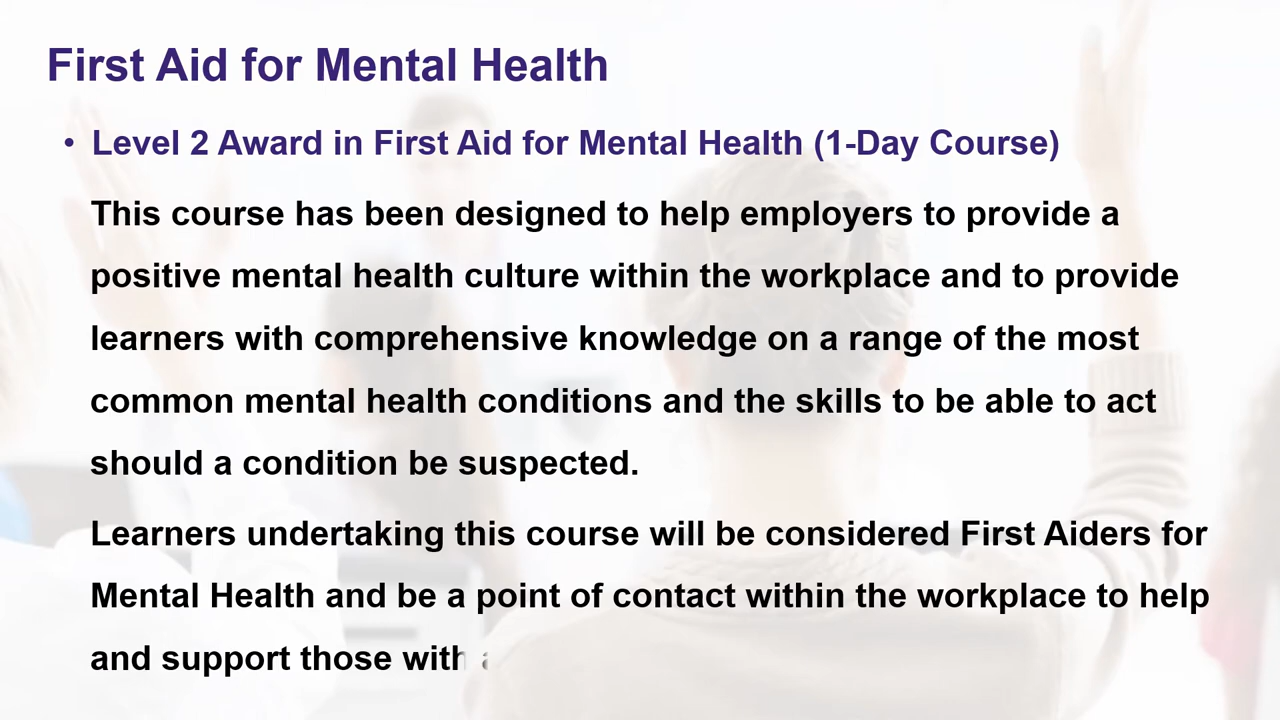 First Aid for Mental Health
• Level 2 Award in First Aid for Mental Health (1-Day Course)
This course has been designed to help employers to provide a
positive mental health culture within the workplace and to provide
learners with comprehensive knowledge on a range of the most
common mental health conditions and the skills to be able to act
should a condition be suspected.
Learners undertaking this course will be considered First Aiders for
Mental Health and be a point of contact within the workplace to help
and support those with